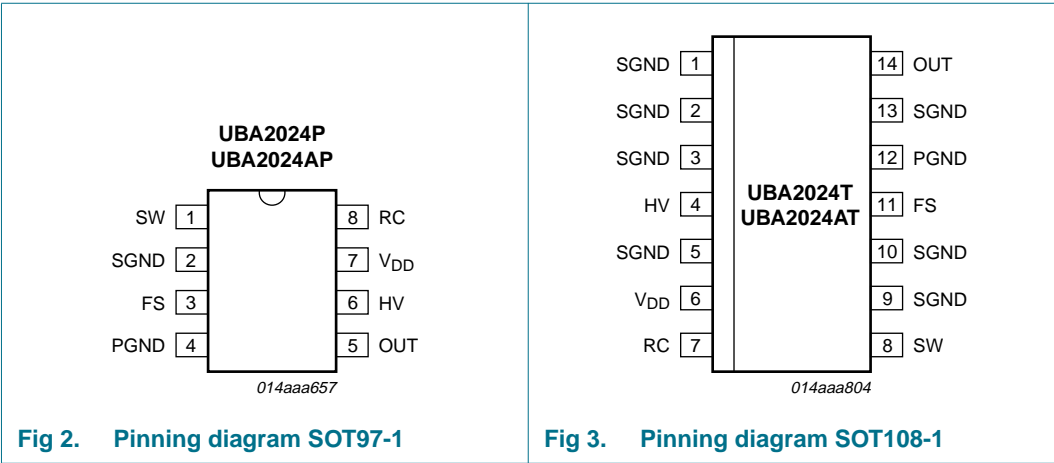 UBA2024P
UBA2024AP
SW 1 8 RC
SGND 2 7 VDD
FS 3 6 HV
PGND 4 5 OUT
014aaa657
Fig 2. Pinning diagram SOT97-1
SGND 1 14 OUT
SGND 2 13 SGND
SGND 3 12 PGND
UBA2024T
UBA2024AT
HV 4 11 FS
SGND 5 10 SGND
VDD 6 9 SGND
RC 7 8 SW
014aaa804
Fig 3. Pinning diagram SOT108-1